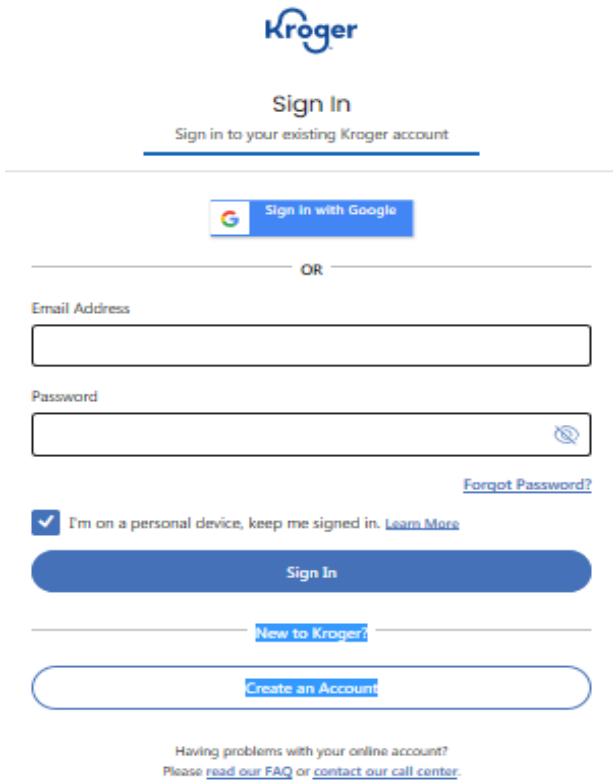 Kroger
Sign In
Sign in to your existing Kroger account
Sign in with Google
OR
Email Address
Password
Forgot Password?
I'm on a personal device, keep me signed in. Learn More
Sign In
New to Kroger?
Create an Account
Having problems with your online account?
Please read our FAQ or contact our call center.